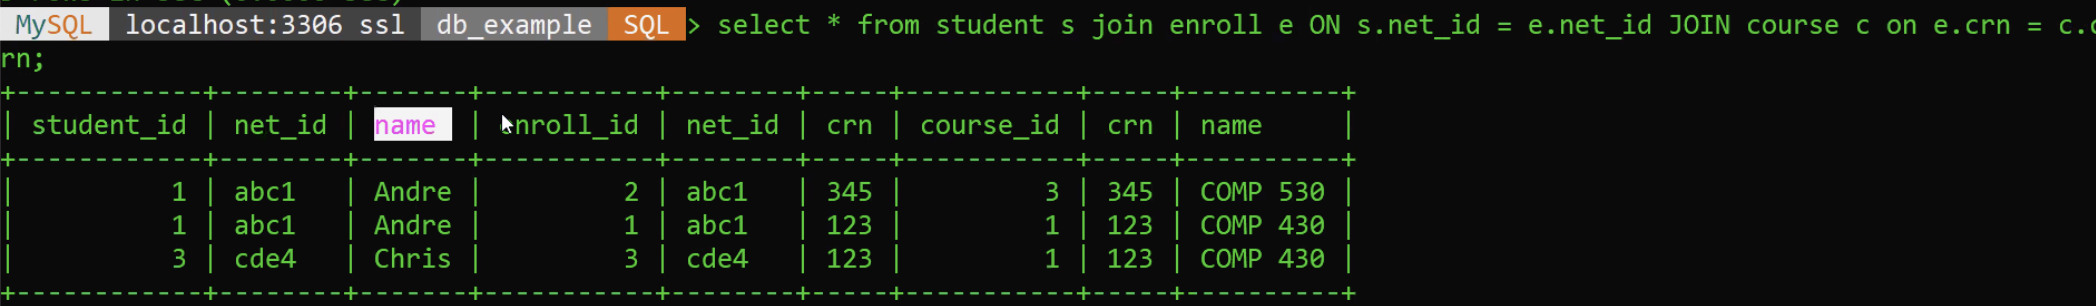 MySQL localhost:3306 ssl db_example SQL > select * from student s join enroll e ON s.net_id = e.net_id JOIN course c on e.crn = c.c
rn;
+------------+--------+-------+-----------+--------+-----+-----------+-----+----------+
| student_id | net_id | name | enroll_id | net_id | crn | course_id | crn | name |
+------------+--------+-------+-----------+--------+-----+-----------+-----+----------+
| 1 | abc1 | Andre | 2 | abc1 | 345 | 3 | 345 | COMP 530 |
| 1 | abc1 | Andre | 1 | abc1 | 123 | 1 | 123 | COMP 430 |
| 3 | cde4 | Chris | 3 | cde4 | 123 | 1 | 123 | COMP 430 |
+------------+--------+-------+-----------+--------+-----+-----------+-----+----------+